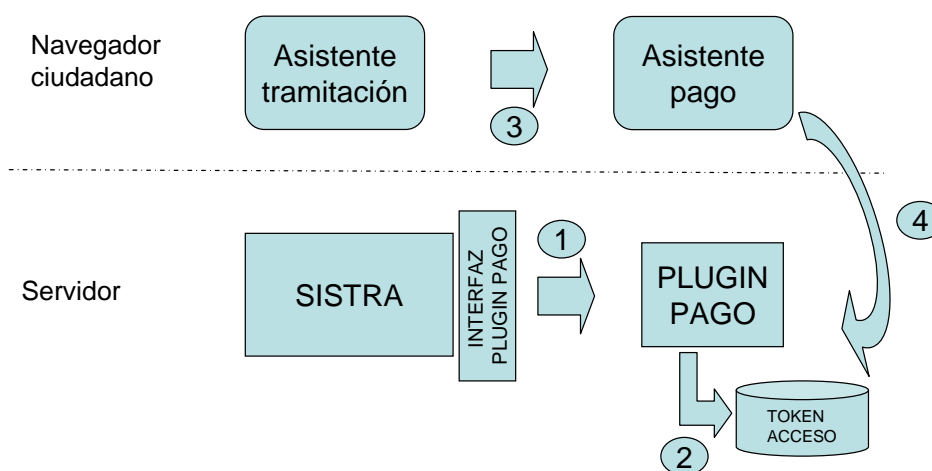 Navegador
ciudadano
Asistente
tramitación
3
Asistente
pago
4
Servidor
SISTRA
INTERFAZ
PLUGIN PAGO
1
PLUGIN
PAGO
2
TOKEN
ACCESO